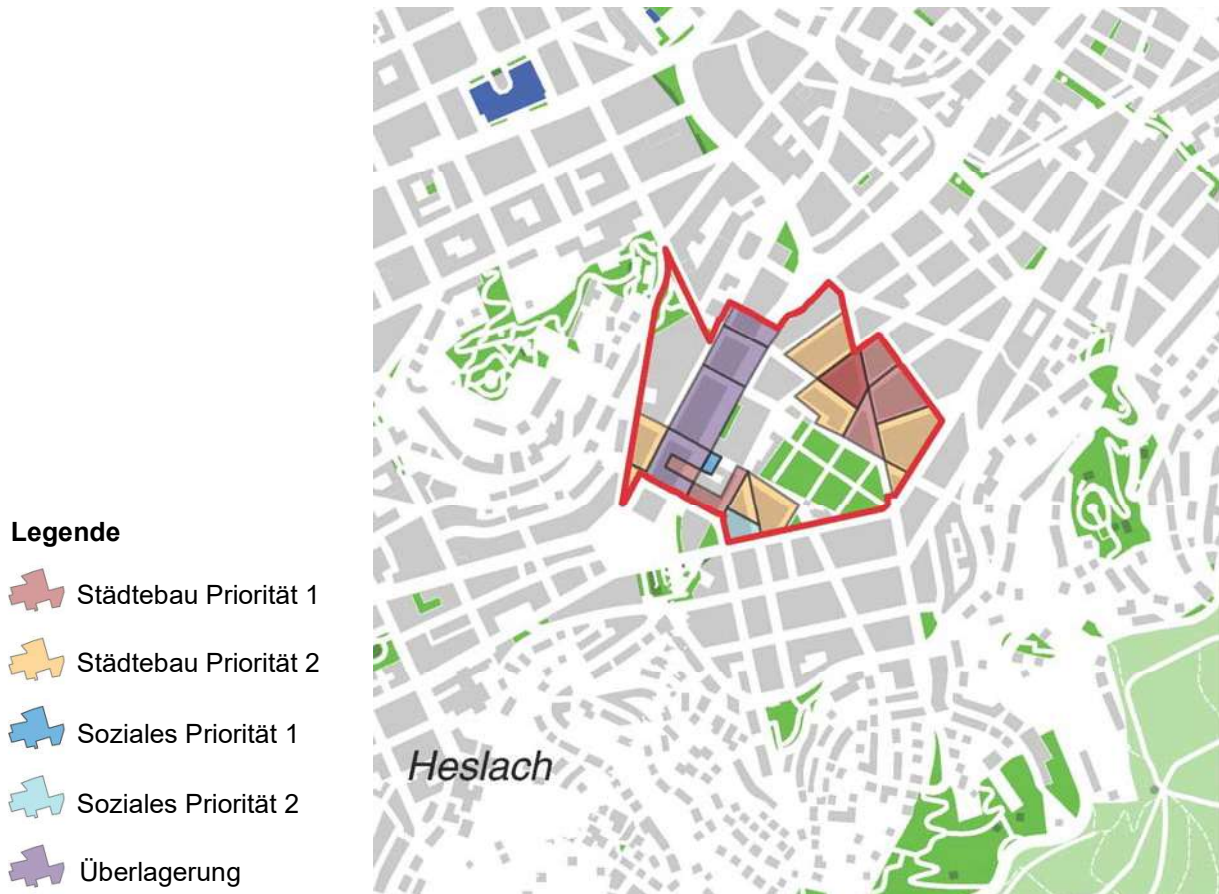 Legende
Städtebau Priorität 1
Städtebau Priorität 2
Soziales Priorität 1
Soziales Priorität 2
Überlagerung
Heslach